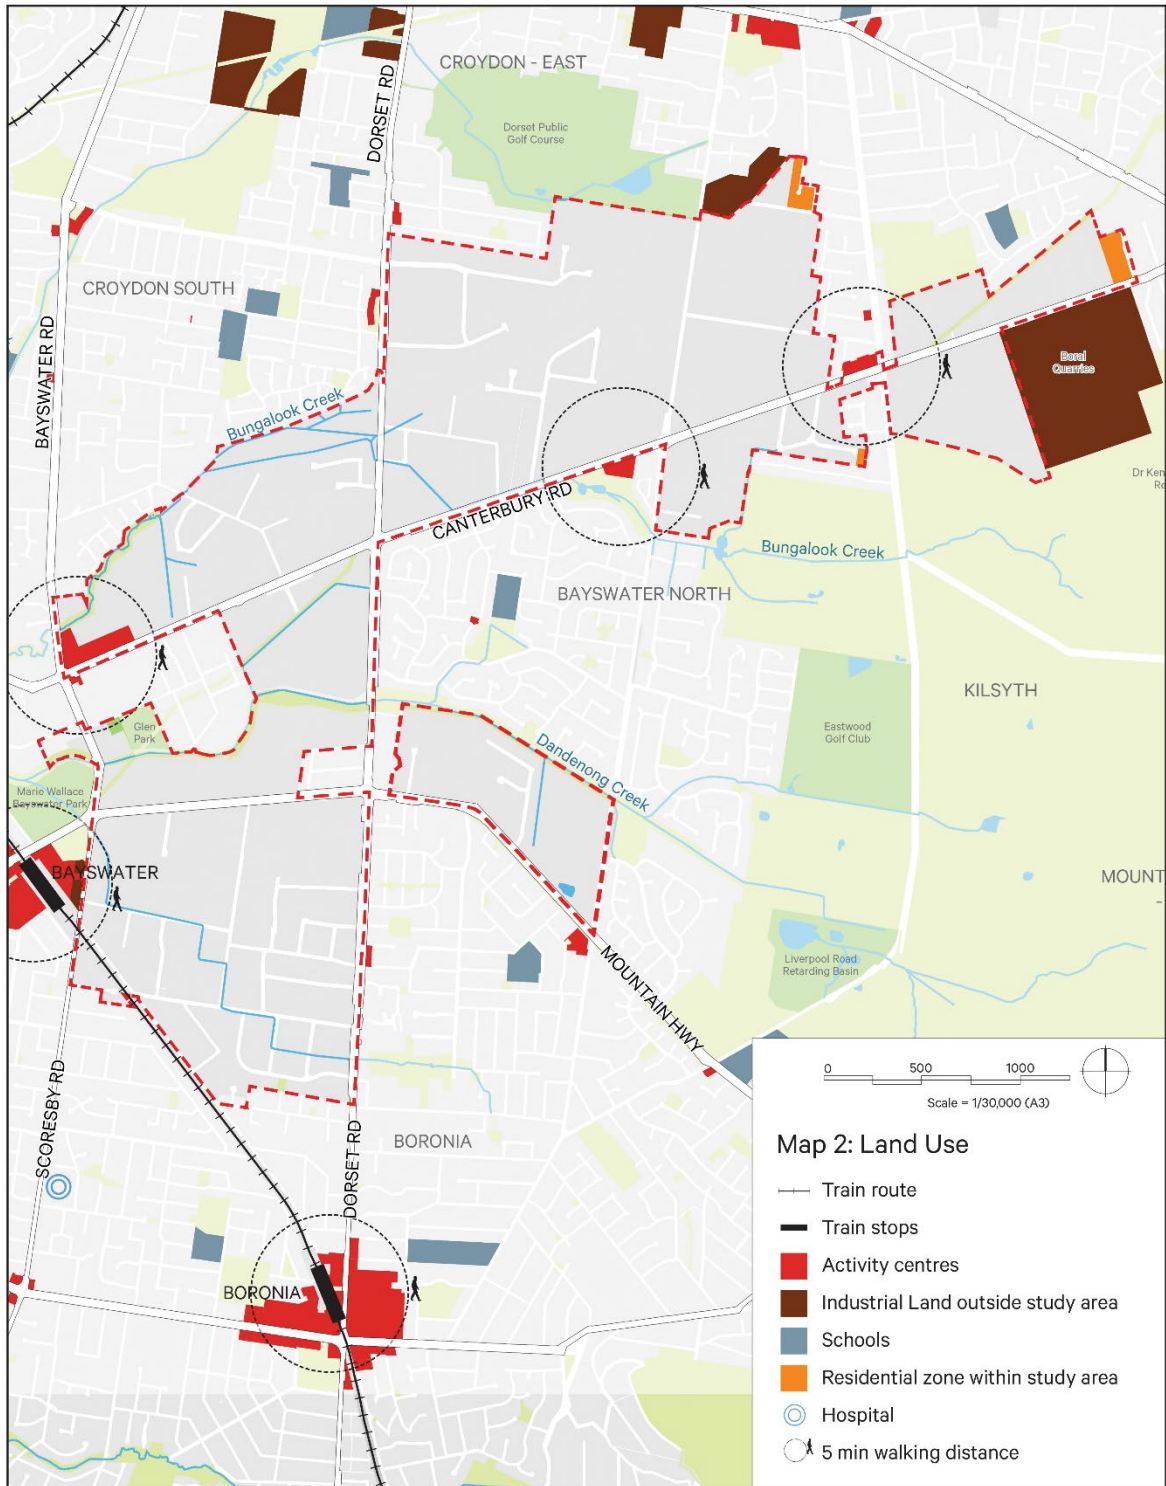 CROYDON - EAST
DORSET RD
Dorset Public
Golf Course
CROYDON SOUTH
BAYSWATER RD
Boral
Quarries
Bungalook Creek
Dr Ken
Re
CANTERBURY RD
Bungalook Creek
BAYSWATER NORTH
KILSYTH
Glen
Park
Eastwood
Golf Club
Dandenong Creek
Marie Wallace
Bayswater Park
BAYSWATER
MOUNT
-
Liverpool Road
Retarding Basin
MOUNTAIN HWY
SCORESBY RD
BORONIA
DORSET RD
BORONIA
0 500 1000
Scale = 1/30,000 (A3)
Map 2: Land Use
Train route
Train stops
Activity centres
Industrial Land outside study area
Schools
Residential zone within study area
Hospital
5 min walking distance